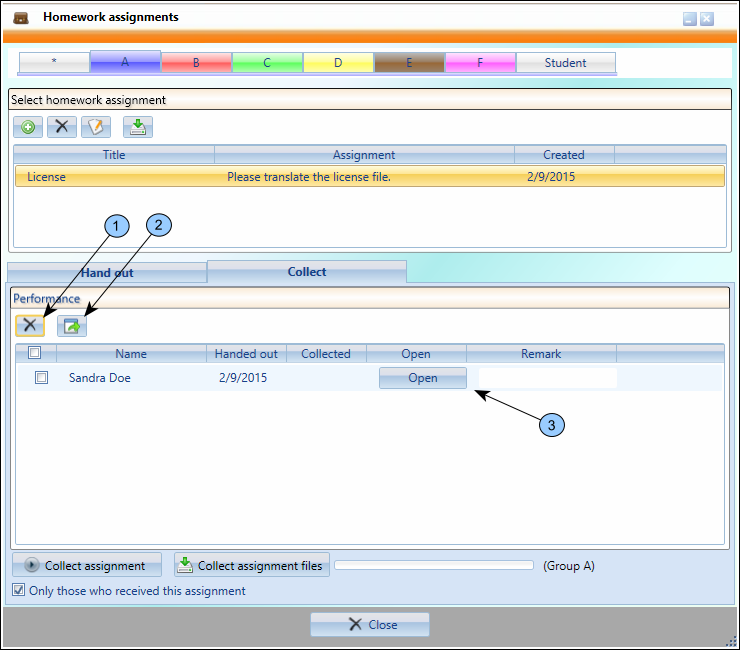 Homework assignments
* A B C D E F Student
Select homework assignment
Title Assignment Created
License Please translate the license file. 2/9/2015
1 2
Hand out Collect
Performance
Name Handed out Collected Open Remark
Sandra Doe 2/9/2015 Open
3
Collect assignment Collect assignment files (Group A)
Only those who received this assignment
Close